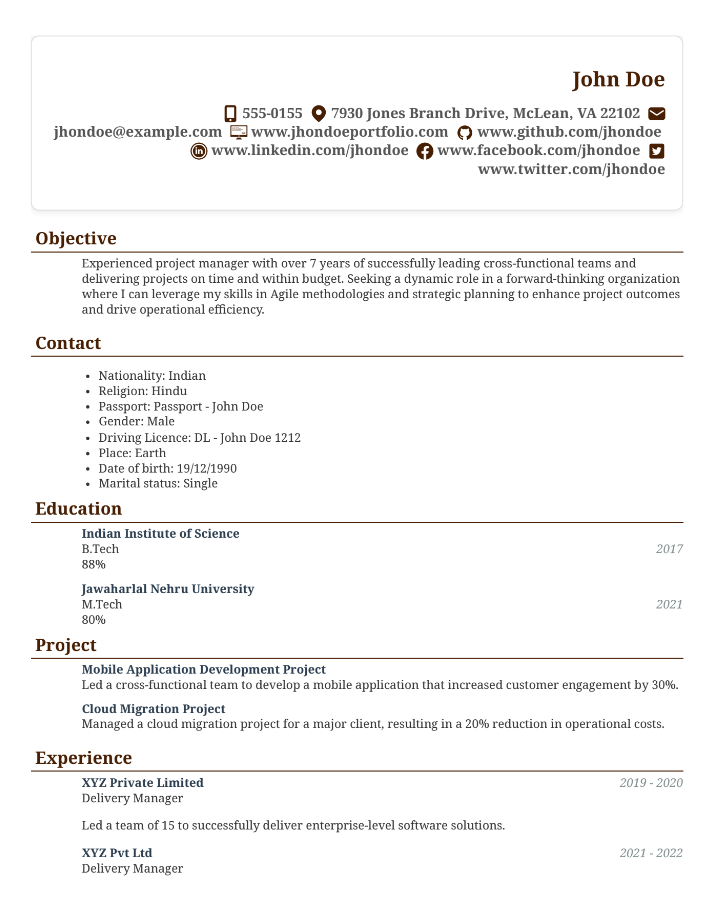 John Doe
555-0155 7930 Jones Branch Drive, McLean, VA 22102
jhondoe@example.com www.jhondoeportfolio.com www.github.com/jhondoe
www.linkedin.com/jhondoe www.facebook.com/jhondoe
www.twitter.com/jhondoe
Objective
Experienced project manager with over 7 years of successfully leading cross-functional teams and
delivering projects on time and within budget. Seeking a dynamic role in a forward-thinking organization
where I can leverage my skills in Agile methodologies and strategic planning to enhance project outcomes
and drive operational efficiency.
Contact
• Nationality: Indian
• Religion: Hindu
• Passport: Passport - John Doe
• Gender: Male
• Driving Licence: DL - John Doe 1212
• Place: Earth
• Date of birth: 19/12/1990
• Marital status: Single
Education
Indian Institute of Science
B.Tech 2017
88%
Jawaharlal Nehru University
M.Tech 2021
80%
Project
Mobile Application Development Project
Led a cross-functional team to develop a mobile application that increased customer engagement by 30%.
Cloud Migration Project
Managed a cloud migration project for a major client, resulting in a 20% reduction in operational costs.
Experience
XYZ Private Limited 2019 - 2020
Delivery Manager
Led a team of 15 to successfully deliver enterprise-level software solutions.
XYZ Pvt Ltd 2021 - 2022
Delivery Manager